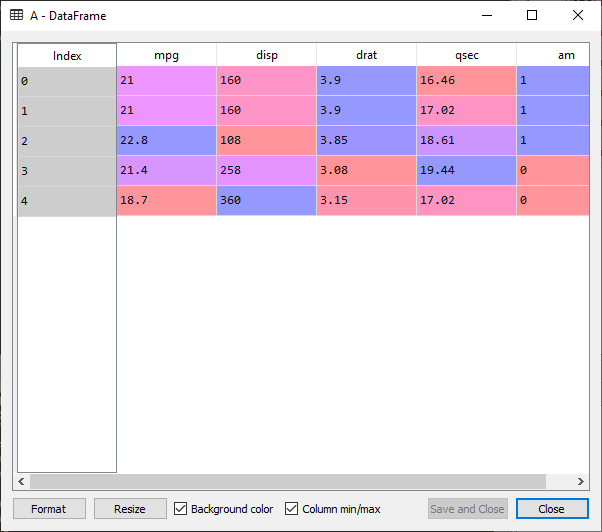 A - DataFrame
Index mpg disp drat qsec am
0 21 160 3.9 16.46 1
1 21 160 3.9 17.02 1
2 22.8 108 3.85 18.61 1
3 21.4 258 3.08 19.44 0
4 18.7 360 3.15 17.02 0
Format Resize Background color Column min/max Save and Close Close